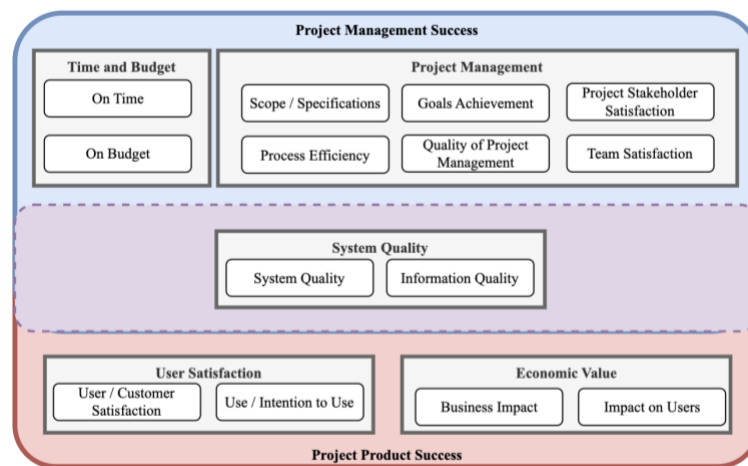 Project Management Success
Time and Budget
On Time
On Budget
Project Management
Scope / Specifications
Goals Achievement
Project Stakeholder
Satisfaction
Process Efficiency
Quality of Project
Management
Team Satisfaction
System Quality
System Quality
Information Quality
User Satisfaction
User / Customer
Satisfaction
Use / Intention to Use
Economic Value
Business Impact
Impact on Users
Project Product Success